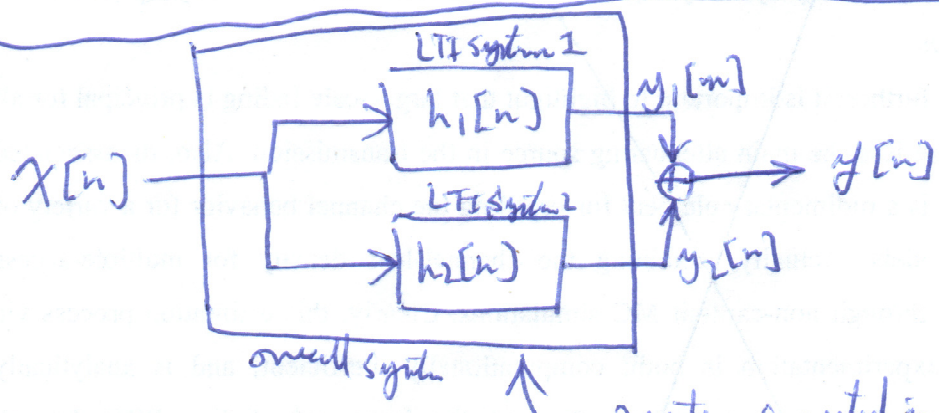 LTI System 1
h₁[n]
y₁[n]
x[n]
y[n]
LTI System 2
h₂[n]
y₂[n]
overall system